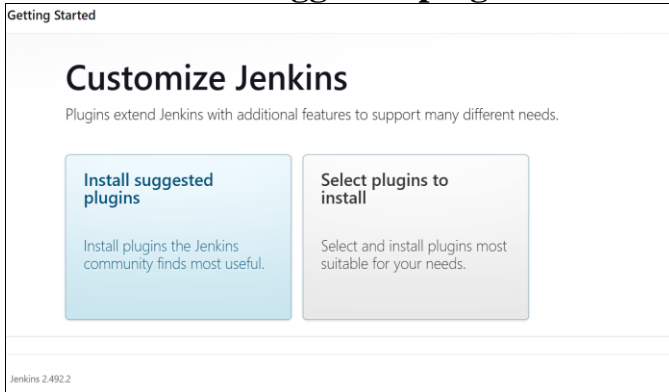 Getting Started
Customize Jenkins
Plugins extend Jenkins with additional features to support many different needs.
Install suggested
plugins
Install plugins the Jenkins
community finds most useful.
Select plugins to
install
Select and install plugins most
suitable for your needs.
Jenkins 2.492.2